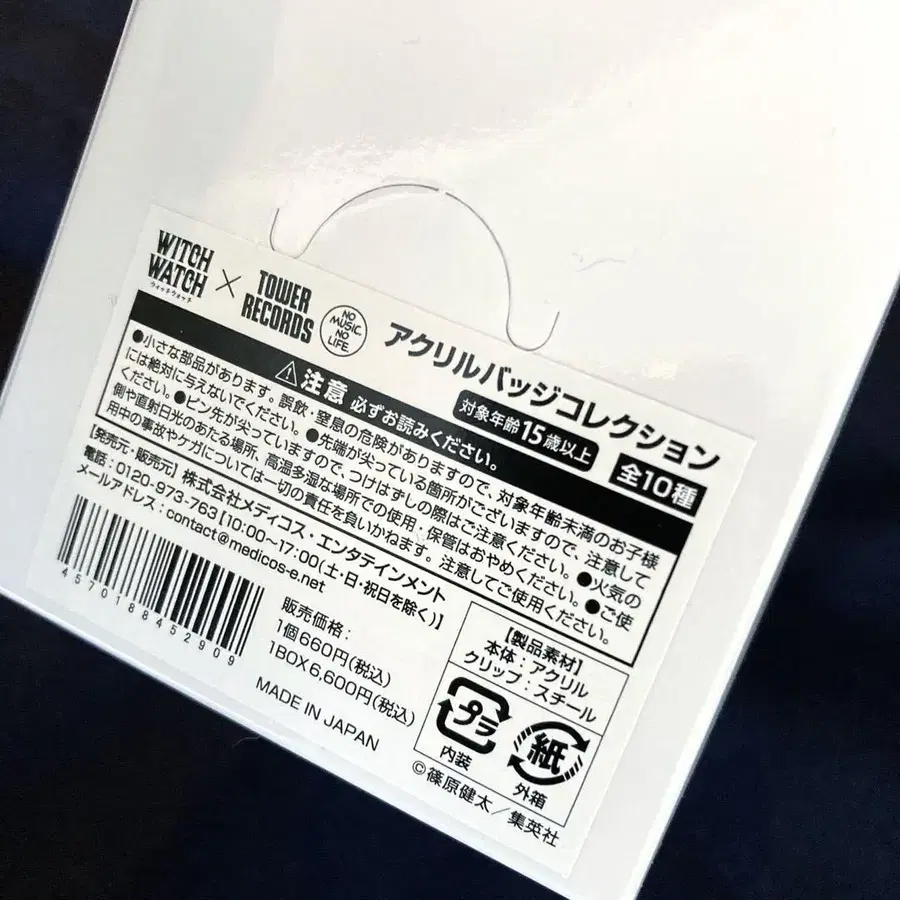 WITCH
WATCH
ウィッチウォッチ
×
TOWER
RECORDS
NO
MUSIC,
NO
LIFE.
アクリルバッジコレクション
対象年齢15歳以上
全10種
⚠注意 必ずお読みください。
●小さな部品があります。誤飲・窒息の危険がありますので、対象年齢未満のお子様
には絶対に与えないでください。●先端が尖っている箇所がございますので、注意して
ください。●ピン先が尖っていますので、つけはずしの際はご注意ください。●火気の
側や直射日光のあたる場所、高温多湿な場所での使用・保管はおやめください。●ご使
用中の事故やケガについては一切の責任を負いかねます。注意してご使用ください。
【発売元・販売元】株式会社メディコス・エンタテインメント
電話：0120-973-763【10:00～17:00(土・日・祝日を除く)】
メールアドレス：contact@medicos-e.net
4570188452909
販売価格：
1個660円(税込)
1BOX6,600円(税込)
MADE IN JAPAN
【製品素材】
本体：アクリル
クリップ：スチール
プラ
内装
紙
外箱
©篠原健太／集英社